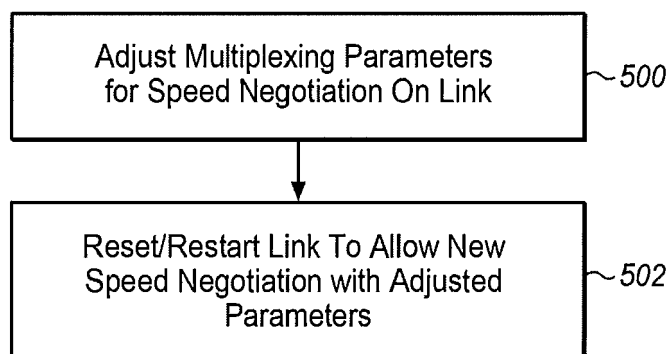 Adjust Multiplexing Parameters
for Speed Negotiation On Link
500
Reset/Restart Link To Allow New
Speed Negotiation with Adjusted
Parameters
502